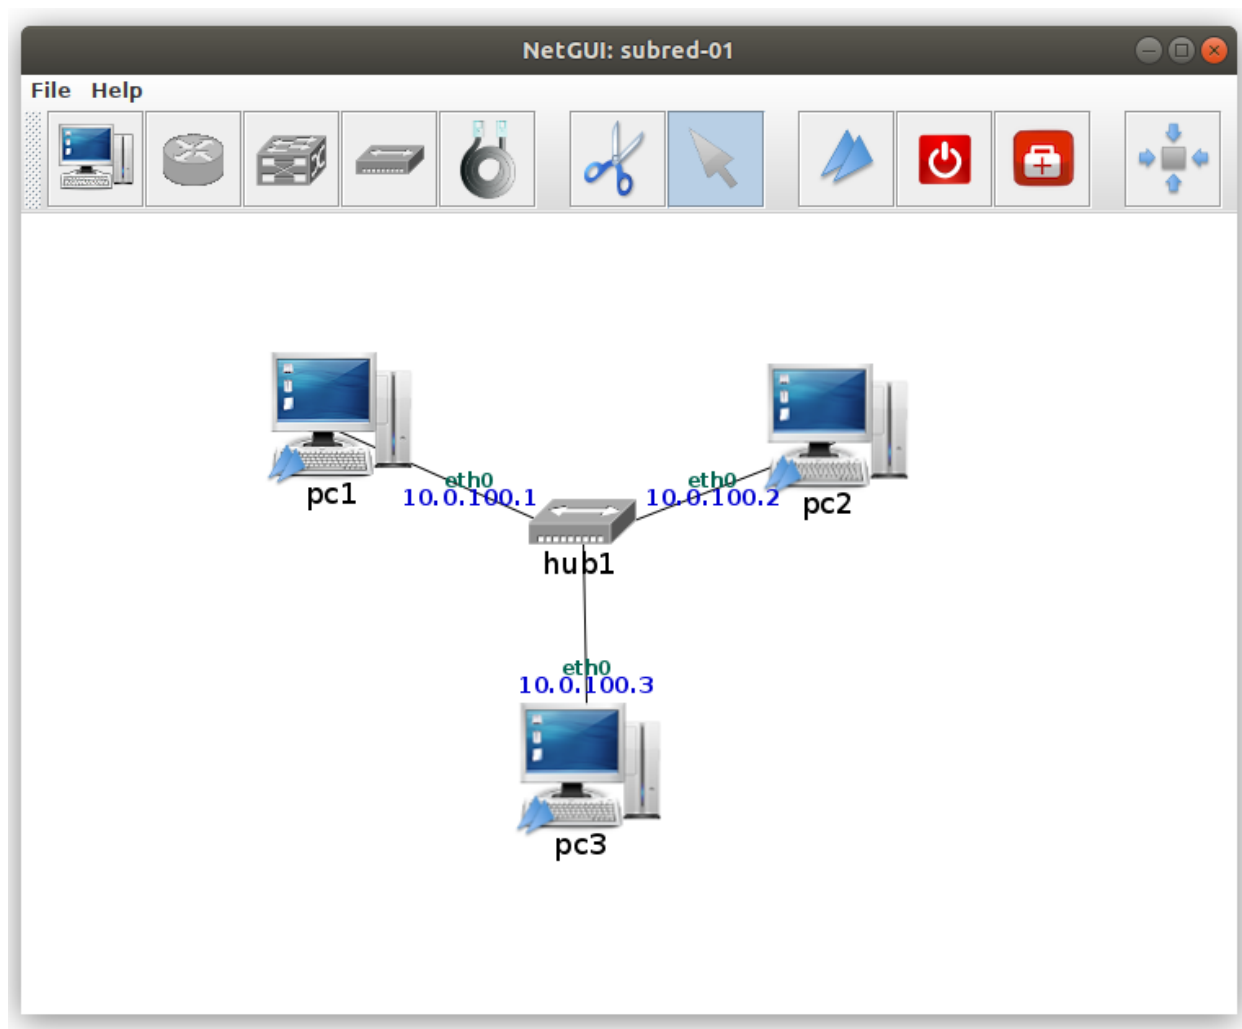 NetGUI: subred-01
File Help
eth0
10.0.100.1
pc1
eth0
10.0.100.2
pc2
hub1
eth0
10.0.100.3
pc3